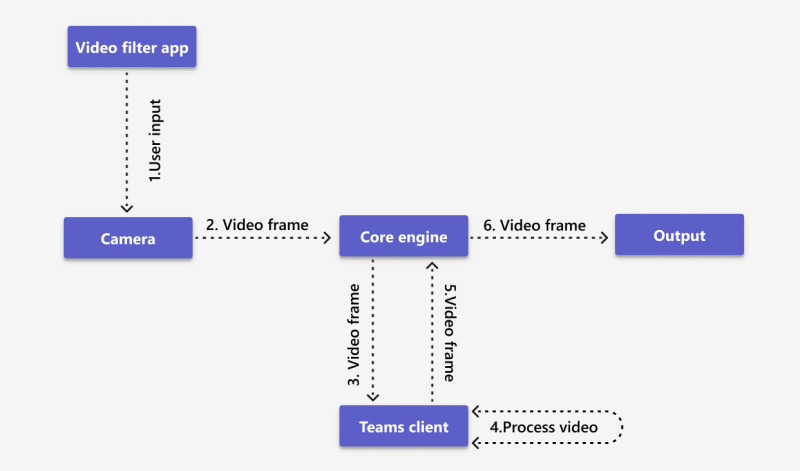 Video filter app
1.User input
Camera
2. Video frame
Core engine
6. Video frame
Output
3. Video frame
5.Video frame
Teams client
4.Process video